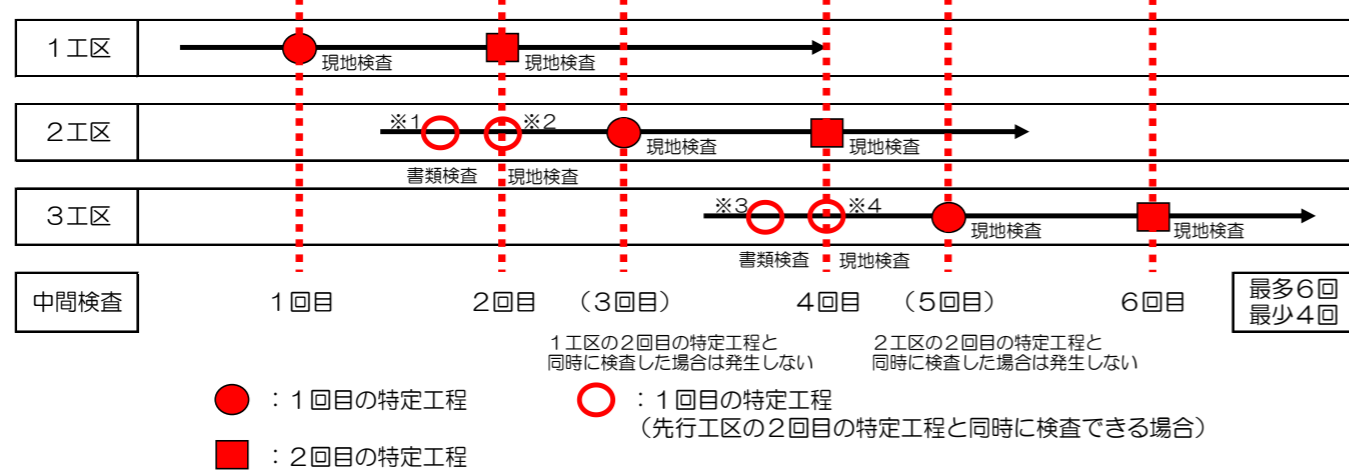 1工区
現地検査
現地検査
2工区
※1
※2
現地検査
現地検査
書類検査
現地検査
3工区
※3
※4
現地検査
現地検査
書類検査
現地検査
中間検査
1回目
2回目
(3回目)
4回目
(5回目)
6回目
最多6回
最少4回
1工区の2回目の特定工程と
同時に検査した場合は発生しない
2工区の2回目の特定工程と
同時に検査した場合は発生しない
:1回目の特定工程
:1回目の特定工程
(先行工区の2回目の特定工程と同時に検査できる場合)
:2回目の特定工程